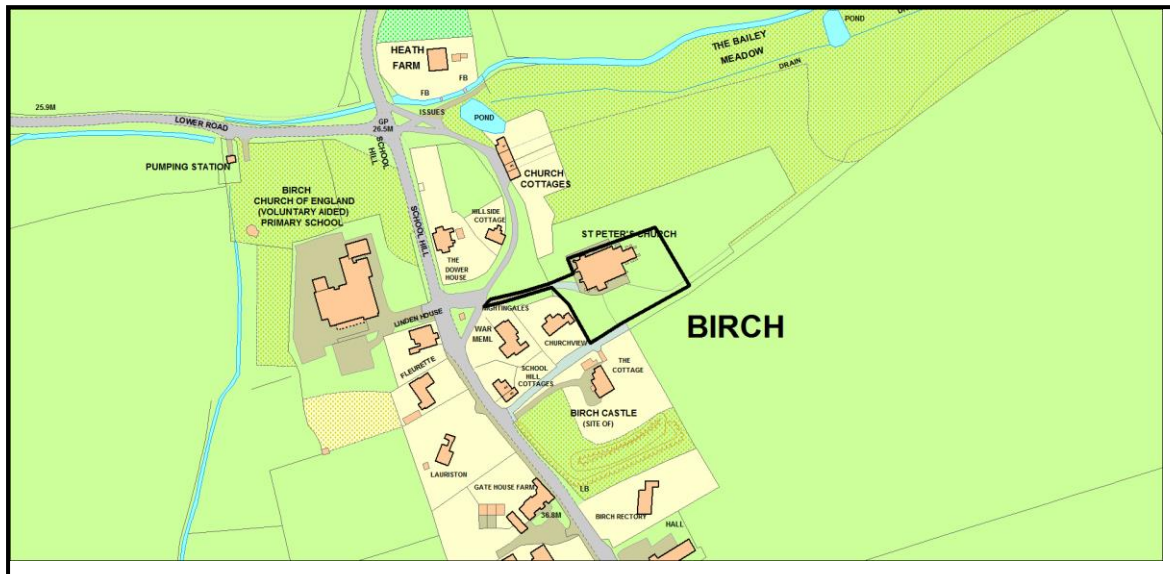 POND
THE BAILEY
MEADOW
DRAIN
HEATH
FARM
FB
FB
25.9M
LOWER ROAD
GP
26.5M
ISSUES
POND
SCHOOL
HILL
PUMPING STATION
CHURCH
COTTAGES
BIRCH
CHURCH OF ENGLAND
(VOLUNTARY AIDED)
PRIMARY SCHOOL
SCHOOL HILL
HILLSIDE
COTTAGE
ST PETER'S CHURCH
THE
DOWER
HOUSE
NIGHTINGALES
LINDEN HOUSE
WAR
MEML
CHURCHVIEW
BIRCH
FLEURETTE
SCHOOL
HILL
COTTAGES
THE
COTTAGE
BIRCH CASTLE
(SITE OF)
LAURISTON
GATE HOUSE FARM
LB
36.8M
BIRCH RECTORY
HALL